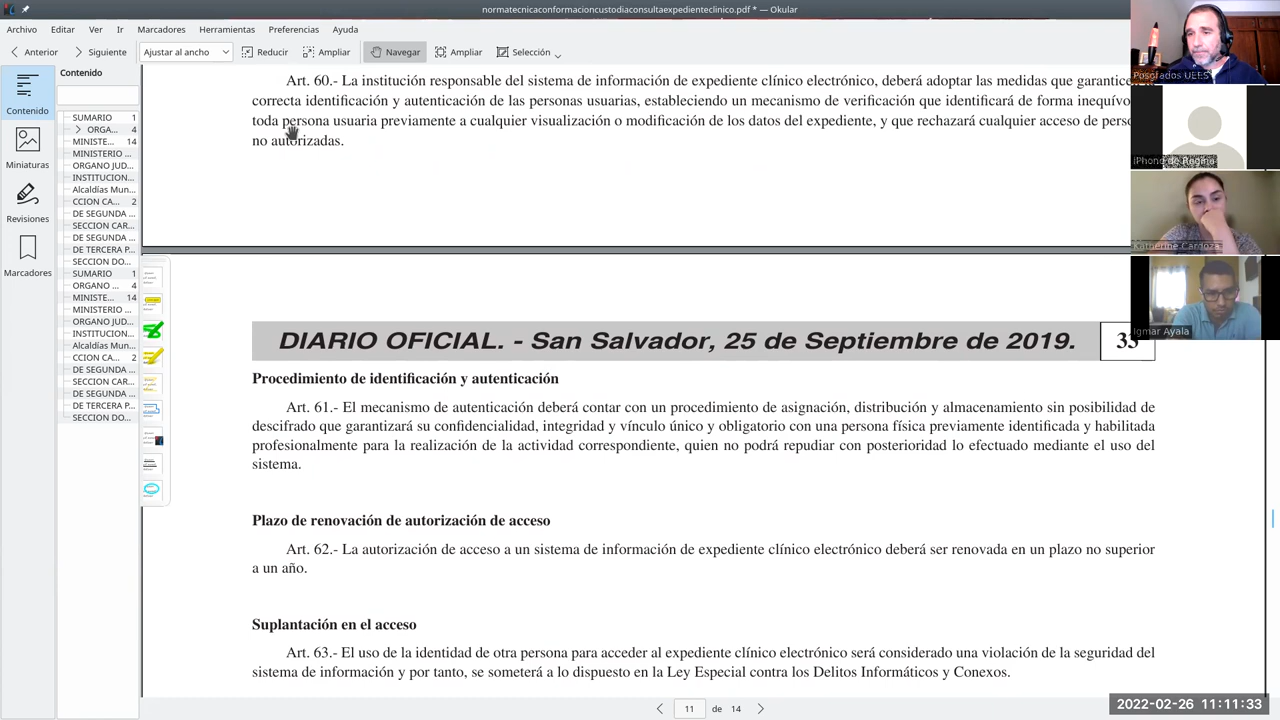 normatecnicaconformacioncustodiaconsultaexpedienteclinico.pdf * — Okular
Archivo Editar Ver Ir Marcadores Herramientas Preferencias Ayuda
Anterior Siguiente Ajustar al ancho Reducir Ampliar Navegar Ampliar Selección
Contenido
Miniaturas
Revisiones
Marcadores
Contenido
SUMARIO 1
ORGA... 4
MINISTE... 14
MINISTERIO ...
ORGANO JUD...
INSTITUCION...
Alcaldías Mun...
CCION CA... 2
DE SEGUNDA ...
SECCION CAR...
DE SEGUNDA ...
DE TERCERA P...
SECCION DO...
SUMARIO 1
ORGANO ... 4
MINISTE... 14
MINISTERIO ...
ORGANO JUD...
INSTITUCION...
Alcaldías Mun...
CCION CA... 2
DE SEGUNDA ...
SECCION CAR...
DE SEGUNDA ...
DE TERCERA P...
SECCION DO...
Art. 60.- La institución responsable del sistema de información de expediente clínico electrónico, deberá adoptar las medidas que garantic
correcta identificación y autenticación de las personas usuarias, estableciendo un mecanismo de verificación que identificará de forma inequívo
toda persona usuaria previamente a cualquier visualización o modificación de los datos del expediente, y que rechazará cualquier acceso de perso
no autorizadas.
DIARIO OFICIAL. - San Salvador, 25 de Septiembre de 2019. 33
Procedimiento de identificación y autenticación
Art. 61.- El mecanismo de autenticación deberá contar con un procedimiento de asignación, distribución y almacenamiento sin posibilidad de
descifrado que garantizará su confidencialidad, integridad y vínculo único y obligatorio con una persona física previamente identificada y habilitada
profesionalmente para la realización de la actividad correspondiente, quien no podrá repudiar con posterioridad lo efectuado mediante el uso del
sistema.
Plazo de renovación de autorización de acceso
Art. 62.- La autorización de acceso a un sistema de información de expediente clínico electrónico deberá ser renovada en un plazo no superior
a un año.
Suplantación en el acceso
Art. 63.- El uso de la identidad de otra persona para acceder al expediente clínico electrónico será considerado una violación de la seguridad del
sistema de información y por tanto, se someterá a lo dispuesto en la Ley Especial contra los Delitos Informáticos y Conexos.
11 de 14
Posgrados UEES
iPhone de Regina
Katherine Cardoza
Igmar Ayala
2022-02-26 11:11:33